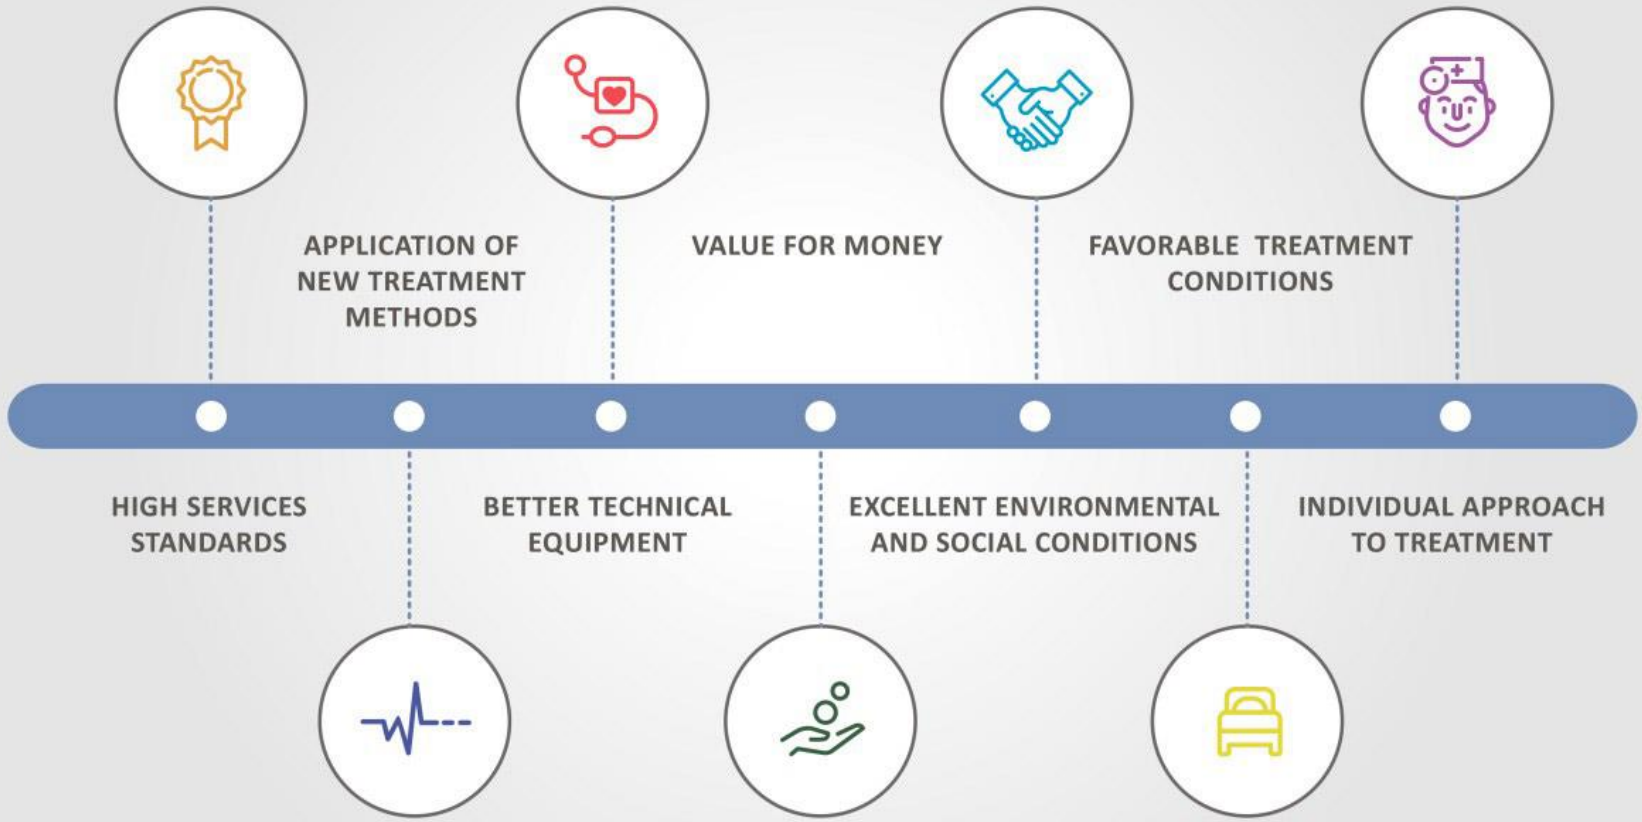 APPLICATION OF
NEW TREATMENT
METHODS
VALUE FOR MONEY
FAVORABLE TREATMENT
CONDITIONS
HIGH SERVICES
STANDARDS
BETTER TECHNICAL
EQUIPMENT
EXCELLENT ENVIRONMENTAL
AND SOCIAL CONDITIONS
INDIVIDUAL APPROACH
TO TREATMENT